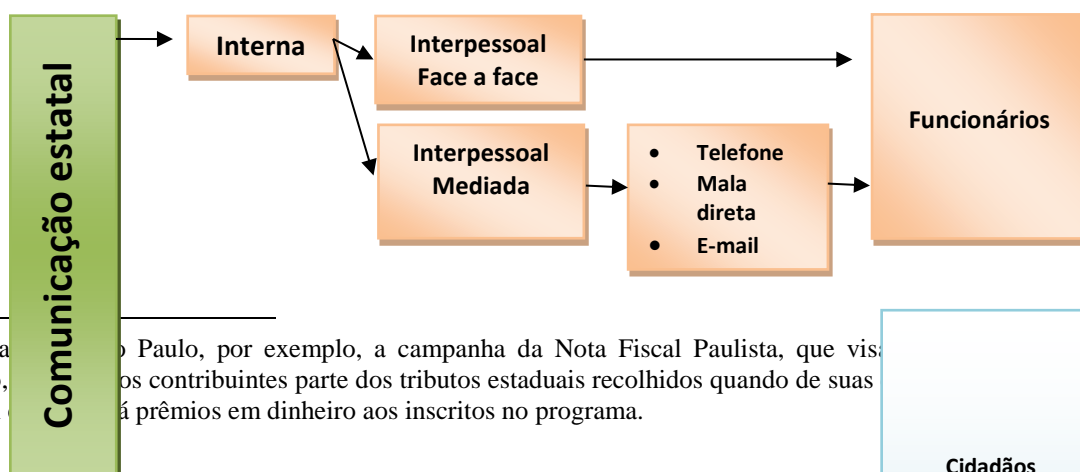 Comunicação estatal
Interna
Interpessoal
Face a face
Interpessoal
Mediada
• Telefone
• Mala
direta
• E-mail
Funcionários
Paulo, por exemplo, a campanha da Nota Fiscal Paulista, que
os contribuintes parte dos tributos estaduais recolhidos quando de suas
prêmios em dinheiro aos inscritos no programa.
Cidadãos